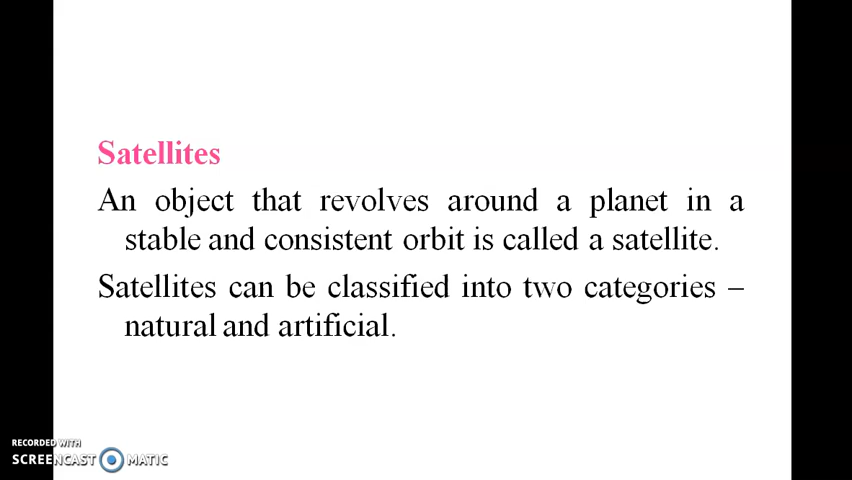 Satellites
An object that revolves around a planet in a
stable and consistent orbit is called a satellite.
Satellites can be classified into two categories –
natural and artificial.
RECORDED WITH
SCREENCAST MATIC